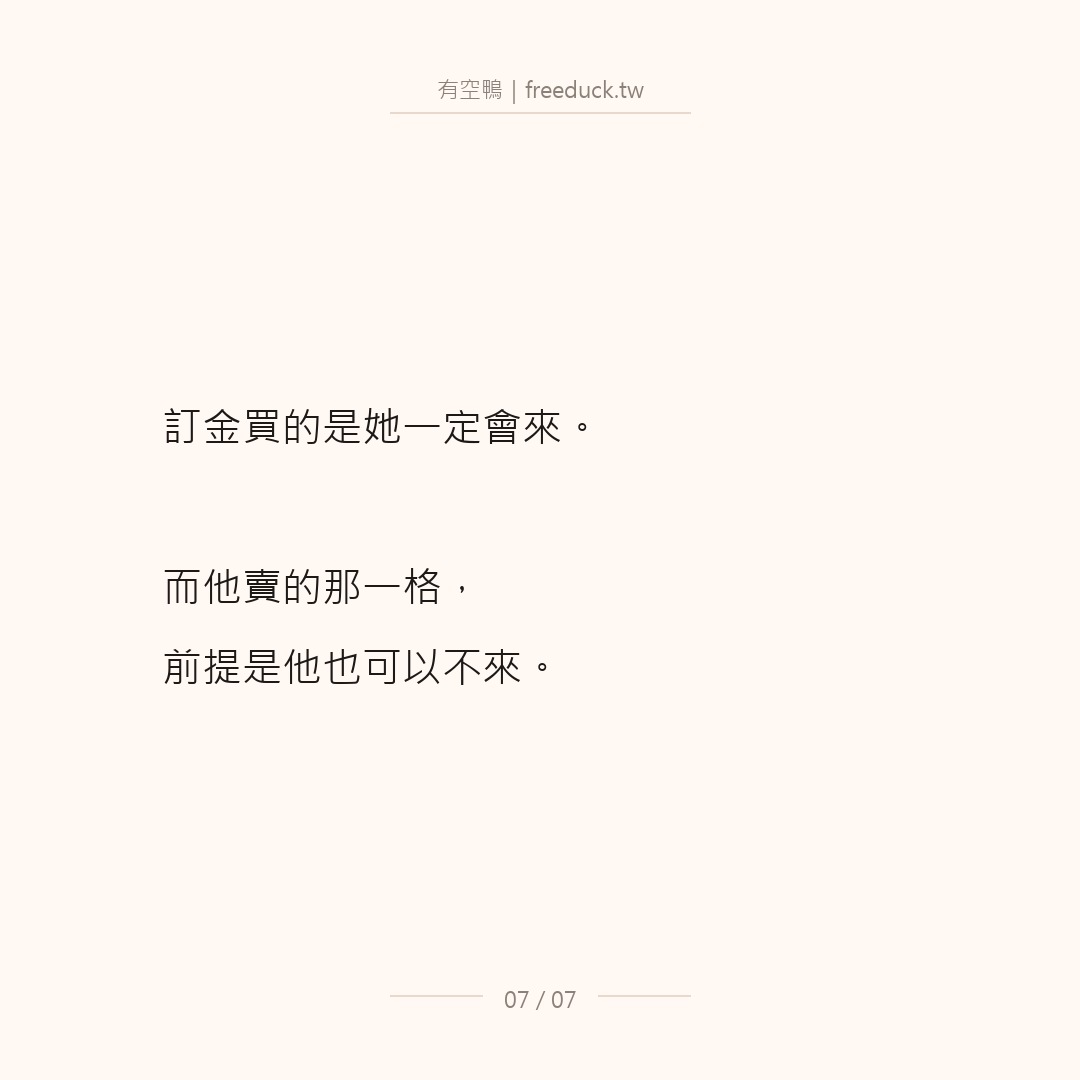 有空鴨｜freeduck.tw
訂金買的是她一定會來。
而他賣的那一格，
前提是他也可以不來。
07 / 07